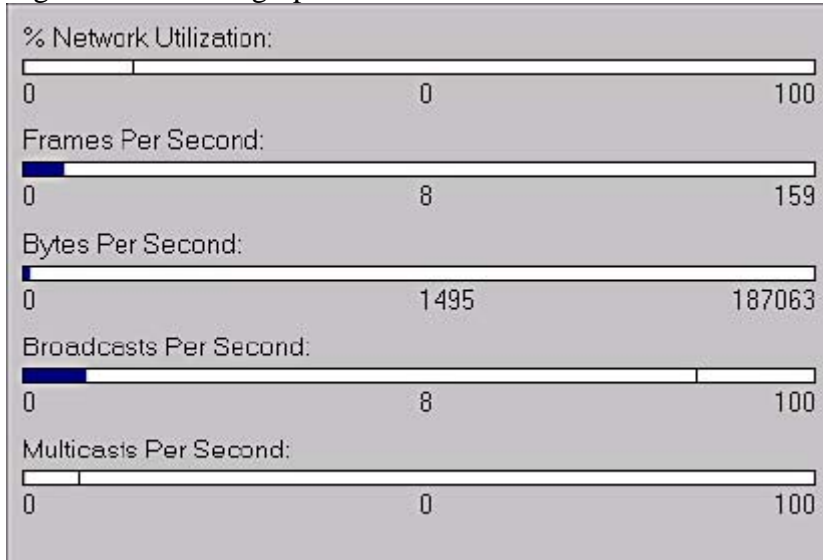 % Network Utilization:
0 0 100
Frames Per Second:
0 8 159
Bytes Per Second:
0 1495 187063
Broadcasts Per Second:
0 8 100
Multicasts Per Second:
0 0 100